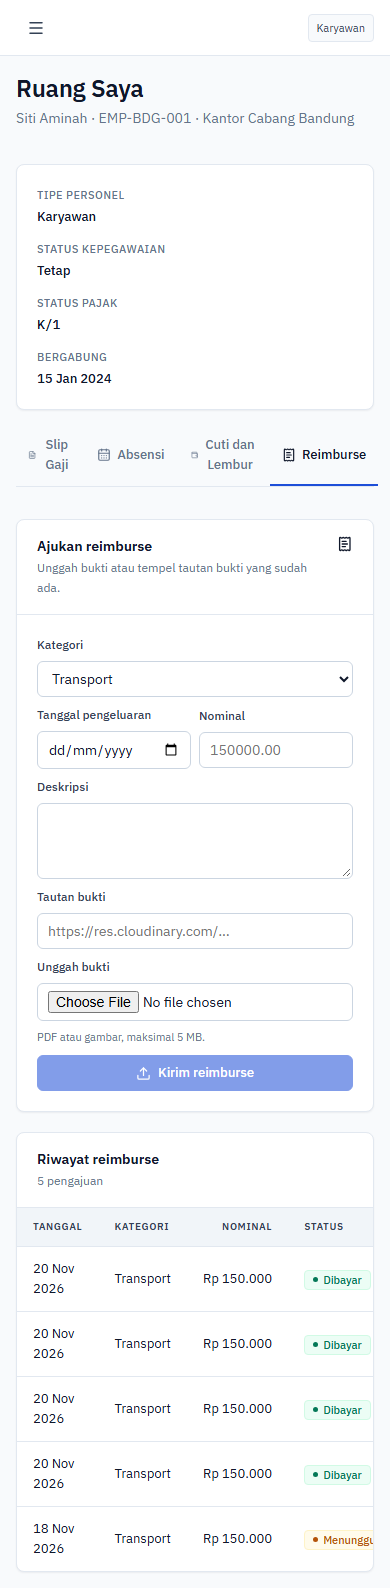 Karyawan
Ruang Saya
Siti Aminah · EMP-BDG-001 · Kantor Cabang Bandung
TIPE PERSONEL
Karyawan
STATUS KEPEGAWAIAN
Tetap
STATUS PAJAK
K/1
BERGABUNG
15 Jan 2024
Slip
Gaji
Absensi
Cuti dan
Lembur
Reimburse
Ajukan reimburse
Unggah bukti atau tempel tautan bukti yang sudah
ada.
Kategori
Transport
Tanggal pengeluaran
Nominal
dd/mm/yyyy
150000.00
Deskripsi
Tautan bukti
https://res.cloudinary.com/...
Unggah bukti
Choose File No file chosen
PDF atau gambar, maksimal 5 MB.
Kirim reimburse
Riwayat reimburse
5 pengajuan
TANGGAL KATEGORI NOMINAL STATUS
20 Nov
2026
Transport Rp 150.000 Dibayar
20 Nov
2026
Transport Rp 150.000 Dibayar
20 Nov
2026
Transport Rp 150.000 Dibayar
20 Nov
2026
Transport Rp 150.000 Dibayar
18 Nov
2026
Transport Rp 150.000 Menunggu